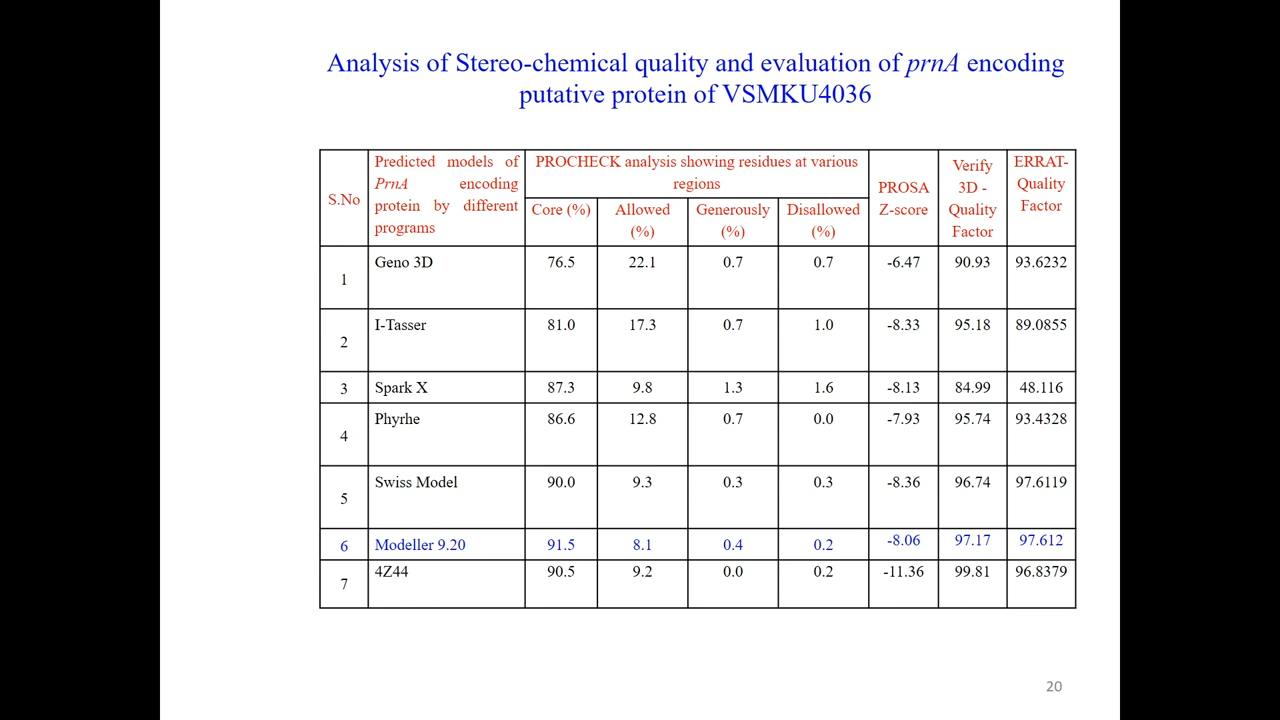 Analysis of Stereo-chemical quality and evaluation of prnA encoding
putative protein of VSMKU4036
S.No
Predicted models of
PrnA encoding
protein by different
programs
PROCHECK analysis showing residues at various
regions
PROSA
Z-score
Verify
3D -
Quality
Factor
ERRAT-
Quality
Factor
Core (%)
Allowed
(%)
Generously
(%)
Disallowed
(%)
1 Geno 3D 76.5 22.1 0.7 0.7 -6.47 90.93 93.6232
2 I-Tasser 81.0 17.3 0.7 1.0 -8.33 95.18 89.0855
3 Spark X 87.3 9.8 1.3 1.6 -8.13 84.99 48.116
4 Phyrhe 86.6 12.8 0.7 0.0 -7.93 95.74 93.4328
5 Swiss Model 90.0 9.3 0.3 0.3 -8.36 96.74 97.6119
6 Modeller 9.20 91.5 8.1 0.4 0.2 -8.06 97.17 97.612
7 4Z44 90.5 9.2 0.0 0.2 -11.36 99.81 96.8379
20